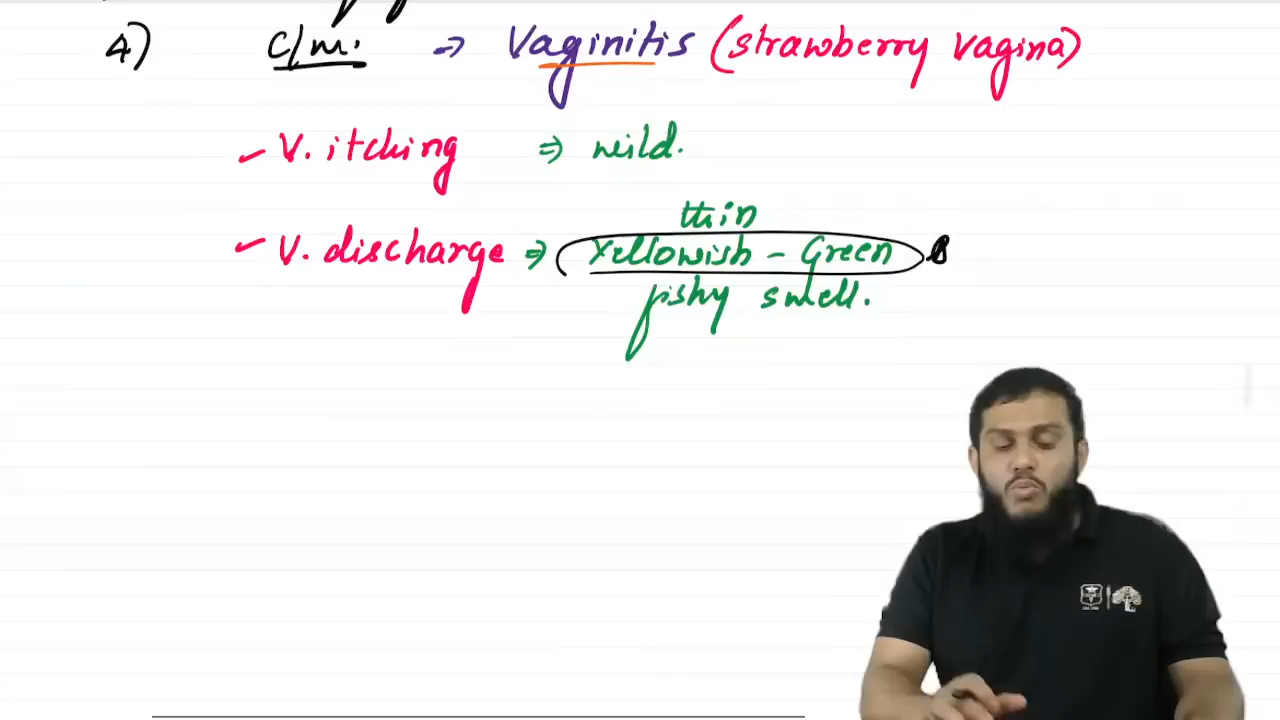 4) C/m. → Vaginitis (strawberry vagina)
✓ V. itching ⇒ mild.
thin
✓ V. discharge ⇒ Yellowish - Green
fishy smell.